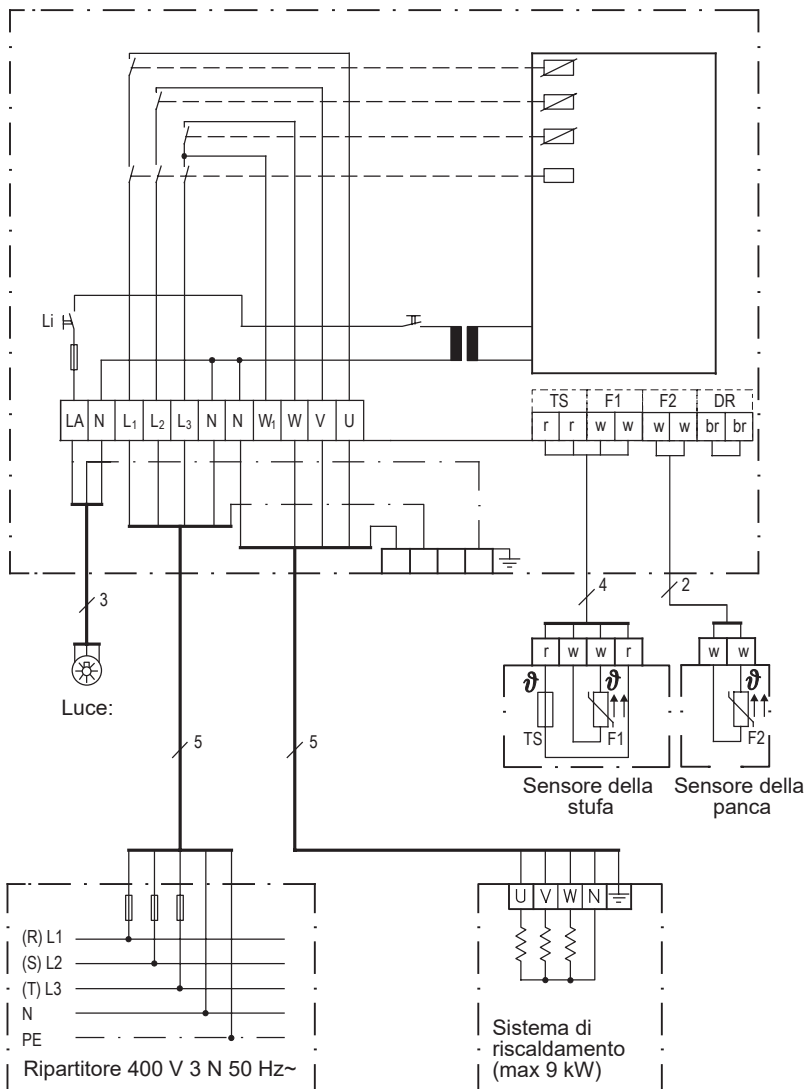 Li
LA N L1 L2 L3 N N W1 W V U
TS F1 F2 DR
r r w w w w br br
3
4
2
Luce:
5
5
r w w r
w w
ϑ ϑ ϑ
TS F1 F2
Sensore della
stufa
Sensore della
panca
U V W N
(R) L1
(S) L2
(T) L3
N
PE
Ripartitore 400 V 3 N 50 Hz~
Sistema di
riscaldamento
(max 9 kW)